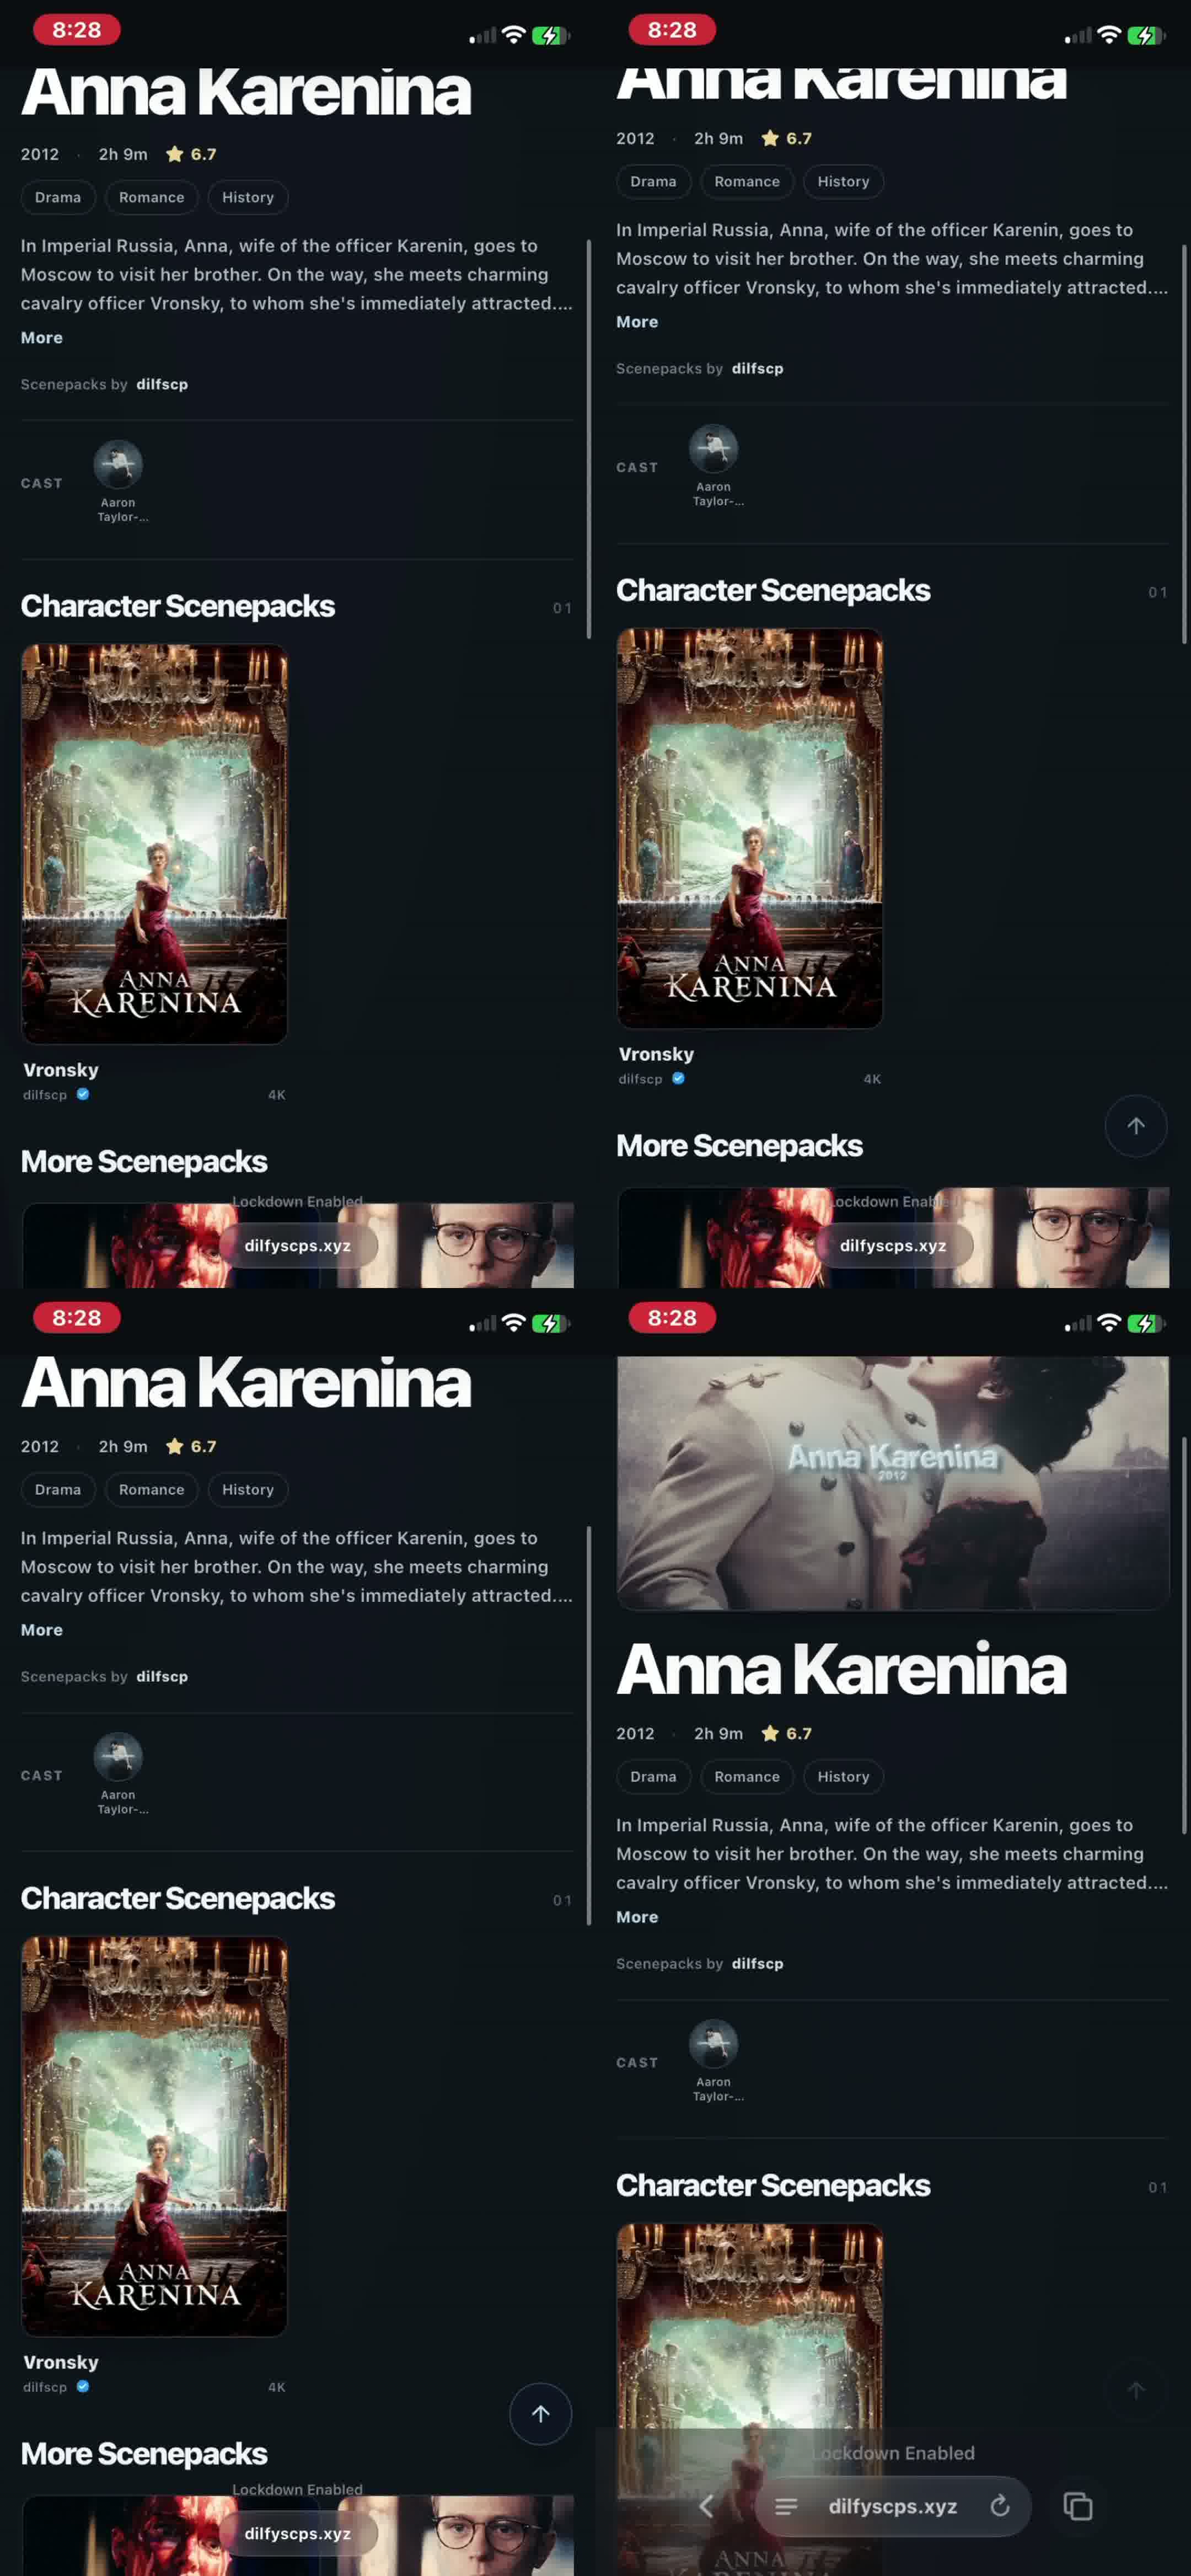 8:28
Anna Karenina
2012 · 2h 9m 6.7
Drama Romance History
In Imperial Russia, Anna, wife of the officer Karenin, goes to
Moscow to visit her brother. On the way, she meets charming
cavalry officer Vronsky, to whom she's immediately attracted....
More
Scenepacks by dilfscp
CAST
Aaron
Taylor-...
Character Scenepacks 01
ANNA
KARENINA
Vronsky
dilfscp 4K
More Scenepacks
Lockdown Enabled
dilfyscps.xyz
8:28
Anna Karenina
2012 · 2h 9m 6.7
Drama Romance History
In Imperial Russia, Anna, wife of the officer Karenin, goes to
Moscow to visit her brother. On the way, she meets charming
cavalry officer Vronsky, to whom she's immediately attracted....
More
Scenepacks by dilfscp
CAST
Aaron
Taylor-...
Character Scenepacks 01
ANNA
KARENINA
Vronsky
dilfscp 4K
More Scenepacks
Lockdown Enabled
dilfyscps.xyz
8:28
Anna Karenina
2012 · 2h 9m 6.7
Drama Romance History
In Imperial Russia, Anna, wife of the officer Karenin, goes to
Moscow to visit her brother. On the way, she meets charming
cavalry officer Vronsky, to whom she's immediately attracted....
More
Scenepacks by dilfscp
CAST
Aaron
Taylor-...
Character Scenepacks 01
ANNA
KARENINA
Vronsky
dilfscp 4K
More Scenepacks
Lockdown Enabled
dilfyscps.xyz
8:28
Anna Karenina
2012
Anna Karenina
2012 · 2h 9m 6.7
Drama Romance History
In Imperial Russia, Anna, wife of the officer Karenin, goes to
Moscow to visit her brother. On the way, she meets charming
cavalry officer Vronsky, to whom she's immediately attracted....
More
Scenepacks by dilfscp
CAST
Aaron
Taylor-...
Character Scenepacks 01
Lockdown Enabled
dilfyscps.xyz
ANNA
KARENINA